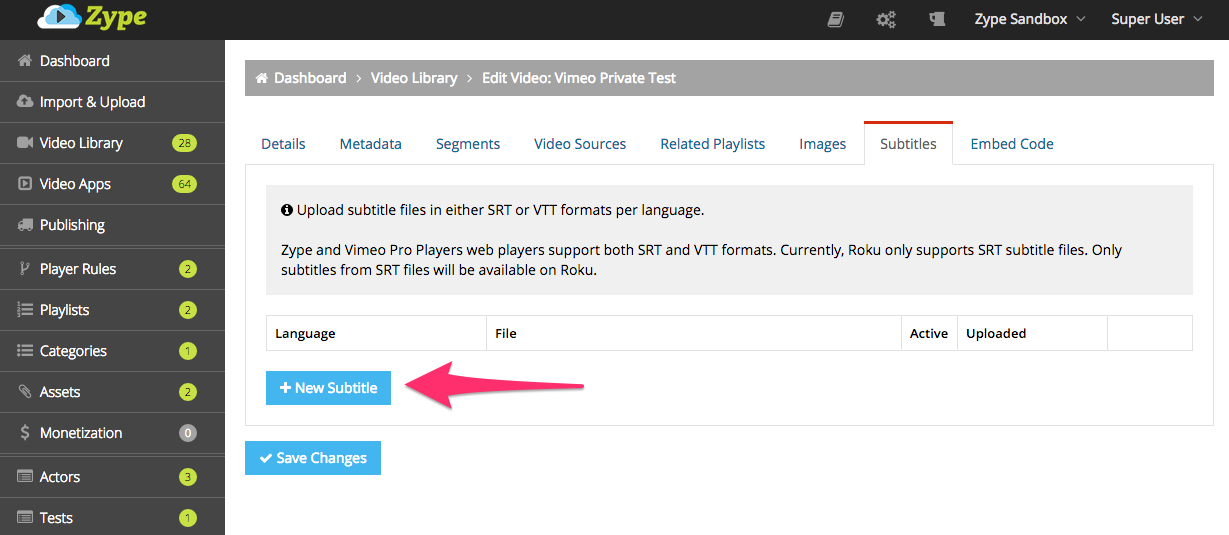 Zype
Zype Sandbox
Super User
Dashboard
Import & Upload
Video Library 28
Video Apps 64
Publishing
Player Rules 2
Playlists 2
Categories 1
Assets 2
Monetization 0
Actors 3
Tests 1
Dashboard > Video Library > Edit Video: Vimeo Private Test
Details Metadata Segments Video Sources Related Playlists Images Subtitles Embed Code
Upload subtitle files in either SRT or VTT formats per language.
Zype and Vimeo Pro Players web players support both SRT and VTT formats. Currently, Roku only supports SRT subtitle files. Only
subtitles from SRT files will be available on Roku.
Language File Active Uploaded
+ New Subtitle
Save Changes